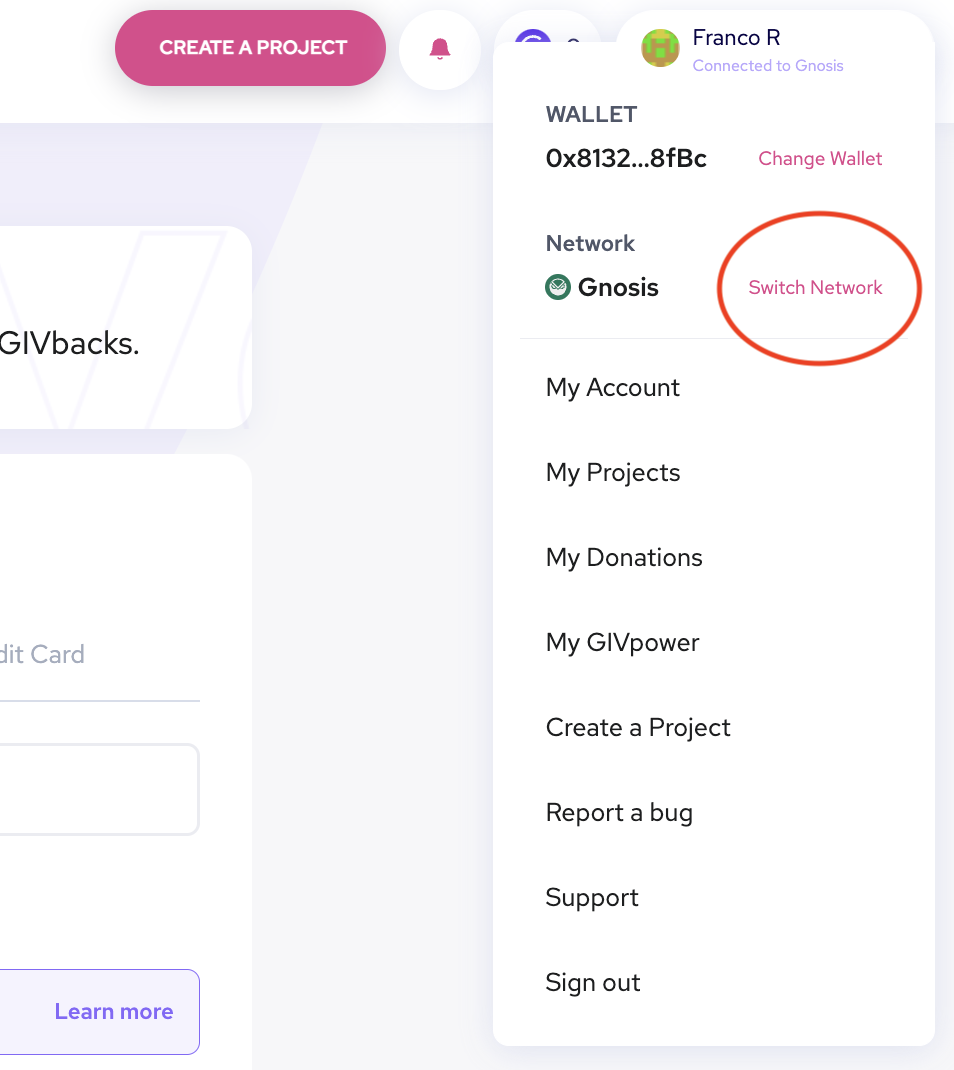 CREATE A PROJECT
Franco R
Connected to Gnosis
WALLET
0x8132...8fBc Change Wallet
Network
Gnosis Switch Network
GIVbacks.
My Account
My Projects
My Donations
My GIVpower
dit Card
Create a Project
Report a bug
Support
Sign out
Learn more